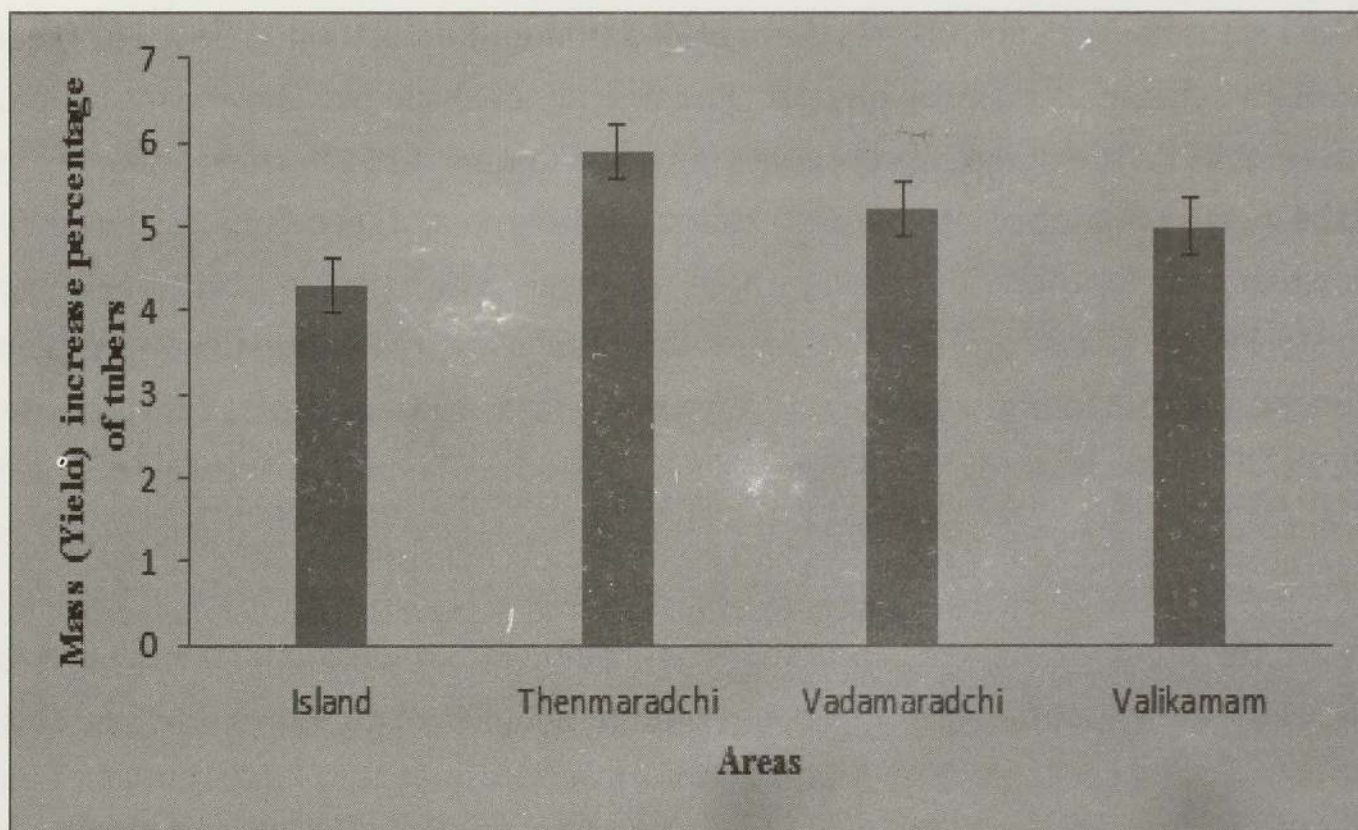 Mass (Yield) increase percentage
of tubers
7
6
5
4
3
2
1
0
Island Thenmaradchi Vadamaradchi Valikamam
Areas